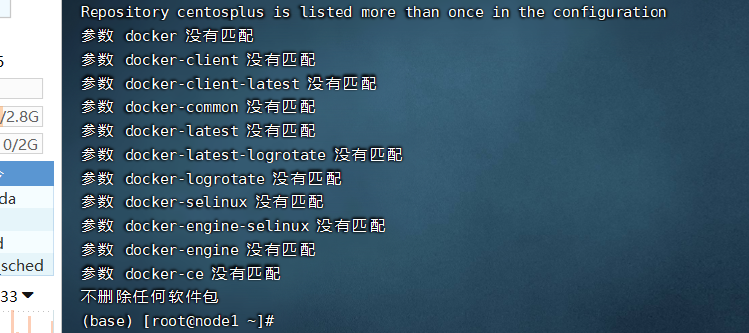 Repository centosplus is listed more than once in the configuration
参数 docker 没有匹配
参数 docker-client 没有匹配
参数 docker-client-latest 没有匹配
参数 docker-common 没有匹配
参数 docker-latest 没有匹配
参数 docker-latest-logrotate 没有匹配
参数 docker-logrotate 没有匹配
参数 docker-selinux 没有匹配
参数 docker-engine-selinux 没有匹配
参数 docker-engine 没有匹配
参数 docker-ce 没有匹配
不删除任何软件包
(base) [root@node1 ~]#
/2.8G
0/2G
da
d
sched
33